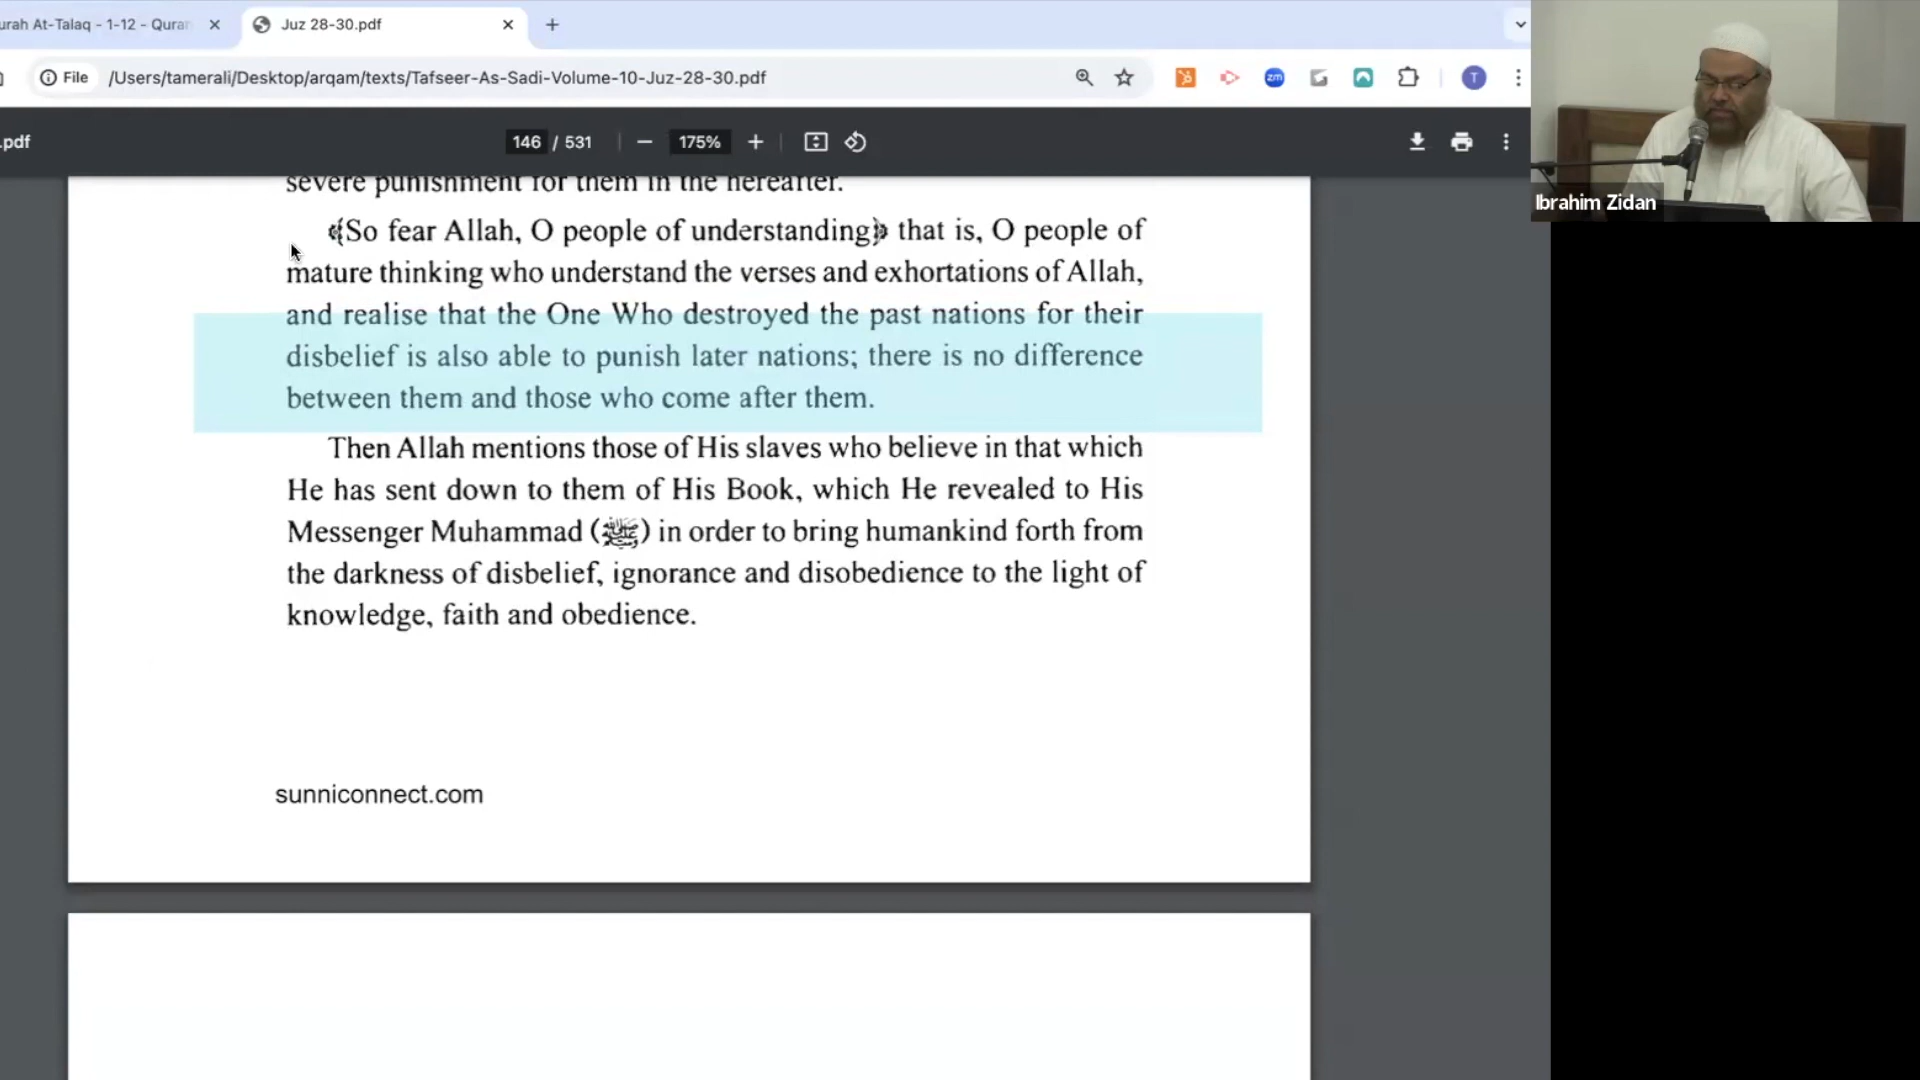 urah At-Talaq - 1-12 - Quran
Juz 28-30.pdf
File
/Users/tamerali/Desktop/arqam/texts/Tafseer-As-Sadi-Volume-10-Juz-28-30.pdf
zm
T
.pdf
146 / 531
175%
severe punishment for them in the hereafter.
﴾So fear Allah, O people of understanding﴿ that is, O people of
mature thinking who understand the verses and exhortations of Allah,
and realise that the One Who destroyed the past nations for their
disbelief is also able to punish later nations; there is no difference
between them and those who come after them.
Then Allah mentions those of His slaves who believe in that which
He has sent down to them of His Book, which He revealed to His
Messenger Muhammad (ﷺ) in order to bring humankind forth from
the darkness of disbelief, ignorance and disobedience to the light of
knowledge, faith and obedience.
sunniconnect.com
Ibrahim Zidan